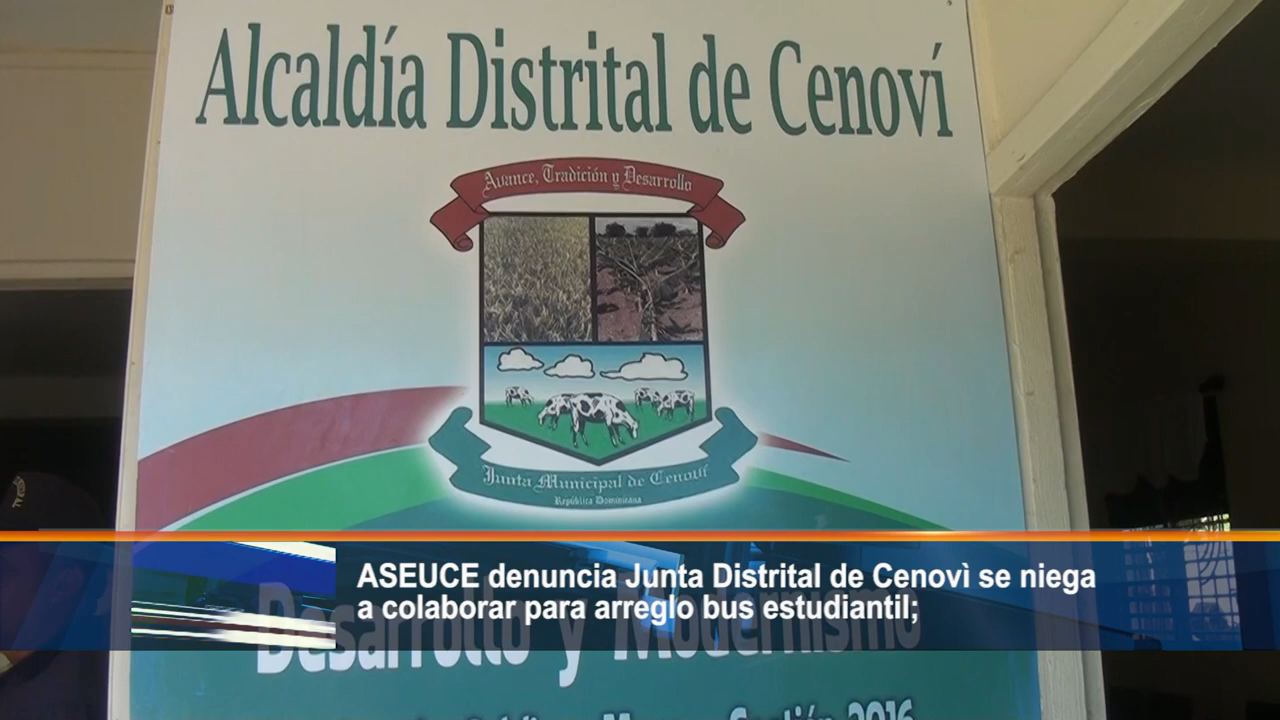 Alcaldía Distrital de Cenoví
Avance, Tradición y Desarrollo
Junta Municipal de Cenoví
República Dominicana
ASEUCE denuncia Junta Distrital de Cenovì se niega
a colaborar para arreglo bus estudiantil;
Desarrollo y Modernismo
Gestión 2016